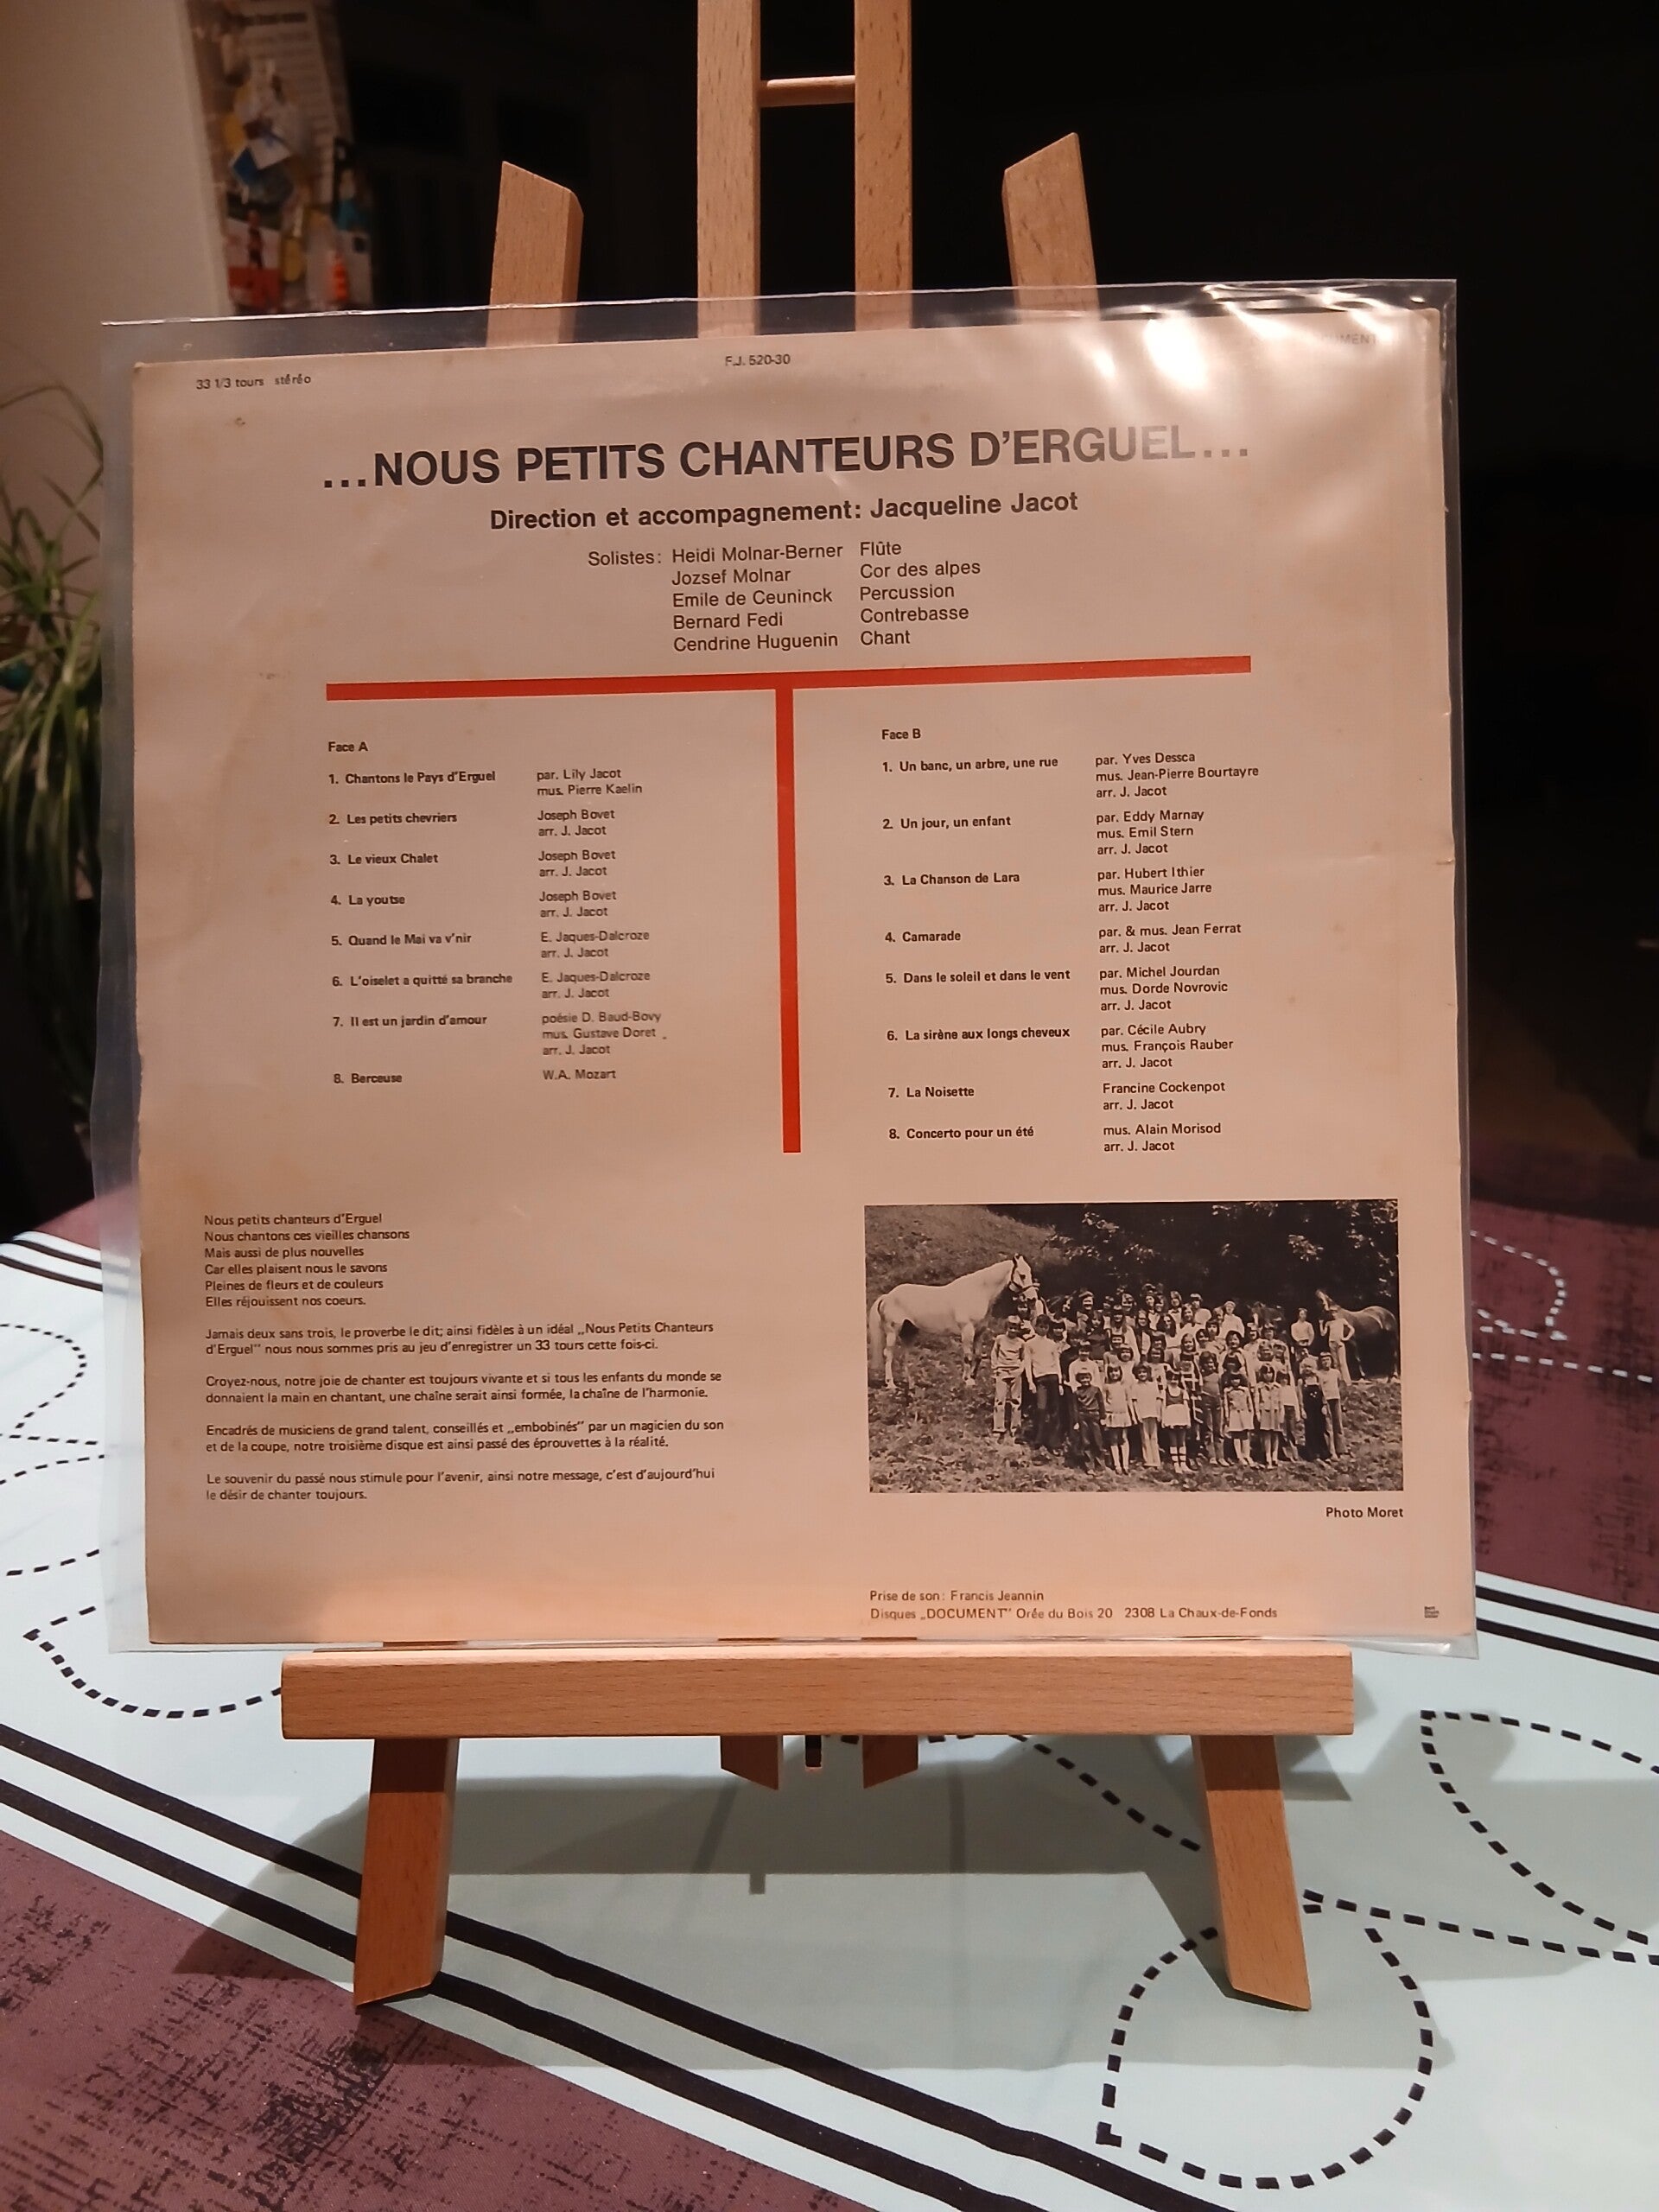 33 1/3 tours stéréo
F.J. 520-30
...NOUS PETITS CHANTEURS D'ERGUEL...
Direction et accompagnement: Jacqueline Jacot
Solistes: Heidi Molnar-Berner Flûte
Jozsef Molnar Cor des alpes
Emile de Ceuninck Percussion
Bernard Fedi Contrebasse
Cendrine Huguenin Chant
Face A
1. Chantons le Pays d'Erguel par. Lily Jacot
mus. Pierre Kaelin
2. Les petits chevriers Joseph Bovet
arr. J. Jacot
3. Le vieux Chalet Joseph Bovet
arr. J. Jacot
4. La youtse Joseph Bovet
arr. J. Jacot
5. Quand le Mai va v'nir E. Jaques-Dalcroze
arr. J. Jacot
6. L'oiselet a quitté sa branche E. Jaques-Dalcroze
arr. J. Jacot
7. Il est un jardin d'amour poésie D. Baud-Bovy
mus. Gustave Doret
arr. J. Jacot
8. Berceuse W.A. Mozart
Face B
1. Un banc, un arbre, une rue par. Yves Dessca
mus. Jean-Pierre Bourtayre
arr. J. Jacot
2. Un jour, un enfant par. Eddy Marnay
mus. Emil Stern
arr. J. Jacot
3. La Chanson de Lara par. Hubert Ithier
mus. Maurice Jarre
arr. J. Jacot
4. Camarade par. & mus. Jean Ferrat
arr. J. Jacot
5. Dans le soleil et dans le vent par. Michel Jourdan
mus. Dorde Novrovic
arr. J. Jacot
6. La sirène aux longs cheveux par. Cécile Aubry
mus. François Rauber
arr. J. Jacot
7. La Noisette Francine Cockenpot
arr. J. Jacot
8. Concerto pour un été mus. Alain Morisod
arr. J. Jacot
Nous petits chanteurs d'Erguel
Nous chantons ces vieilles chansons
Mais aussi de plus nouvelles
Car elles plaisent nous le savons
Pleines de fleurs et de couleurs
Elles réjouissent nos coeurs.
Jamais deux sans trois, le proverbe le dit; ainsi fidèles à un idéal „Nous Petits Chanteurs
d'Erguel" nous nous sommes pris au jeu d'enregistrer un 33 tours cette fois-ci.
Croyez-nous, notre joie de chanter est toujours vivante et si tous les enfants du monde se
donnaient la main en chantant, une chaîne serait ainsi formée, la chaîne de l'harmonie.
Encadrés de musiciens de grand talent, conseillés et „embobinés" par un magicien du son
et de la coupe, notre troisième disque est ainsi passé des éprouvettes à la réalité.
Le souvenir du passé nous stimule pour l'avenir, ainsi notre message, c'est d'aujourd'hui
le désir de chanter toujours.
Photo Moret
Prise de son: Francis Jeannin
Disques „DOCUMENT" Orée du Bois 20 2308 La Chaux-de-Fonds